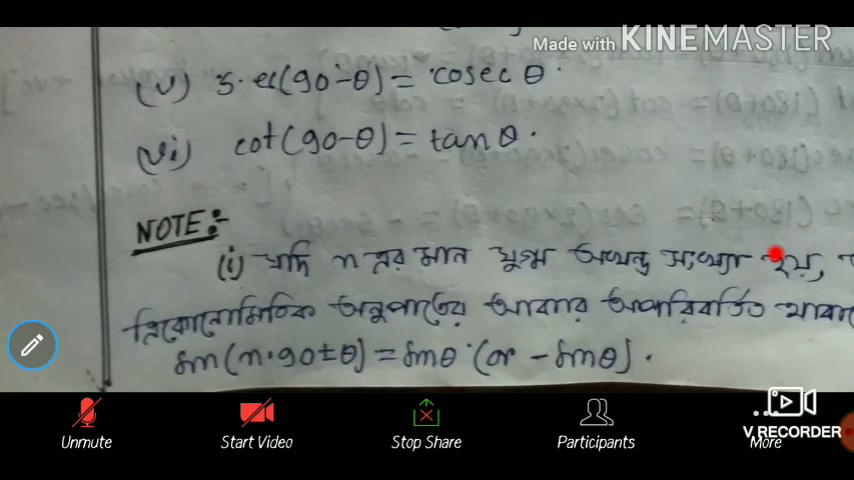 Made with KINEMASTER
(v) sec(90°-θ) = cosec θ.
(vi) cot(90-θ) = tan θ.
NOTE:-
(i) যদি n এর মান যুগ্ম অখন্ড সংখ্যা হয়,
ত্রিকোনোমিতিক অনুপাতের আকার অপরিবর্তিত থাকে
sin(n·90±θ) = sinθ (or - sinθ).
V.RECORDER
Unmute
Start Video
Stop Share
Participants
More